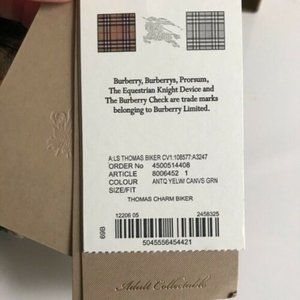 Burberry, Burberrys, Prorsum,
The Equestrian Knight Device and
The Burberry Check are trade marks
belonging to Burberry Limited.
A:LS THOMAS BIKER CV1:108577:A3247
ORDER No 4500514408
ARTICLE 8006452 1
COLOUR ANTQ YELW/ CANVS GRN
SIZE/FIT
THOMAS CHARM BIKER
12206 05 2458325
69B
5045556454421
Adult Collectable